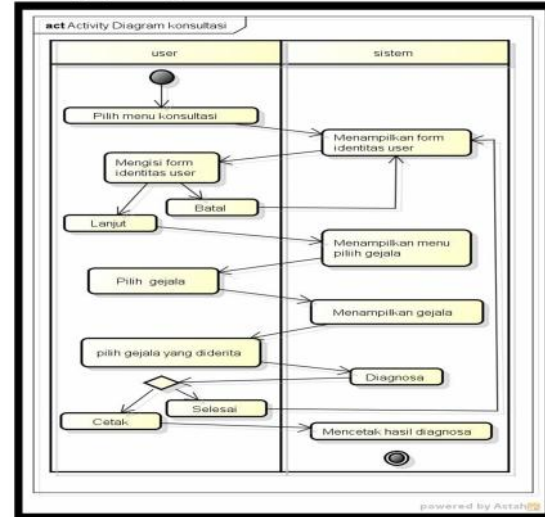 act Activity Diagram konsultasi
user
sistem
Pilih menu konsultasi
Menampilkan form
identitas user
Mengisi form
identitas user
Batal
Lanjut
Menampilkan menu
piliih gejala
Pilih gejala
Menampilkan gejala
pilih gejala yang diderita
Diagnosa
Selesai
Cetak
Mencetak hasil diagnosa
powered by Astah